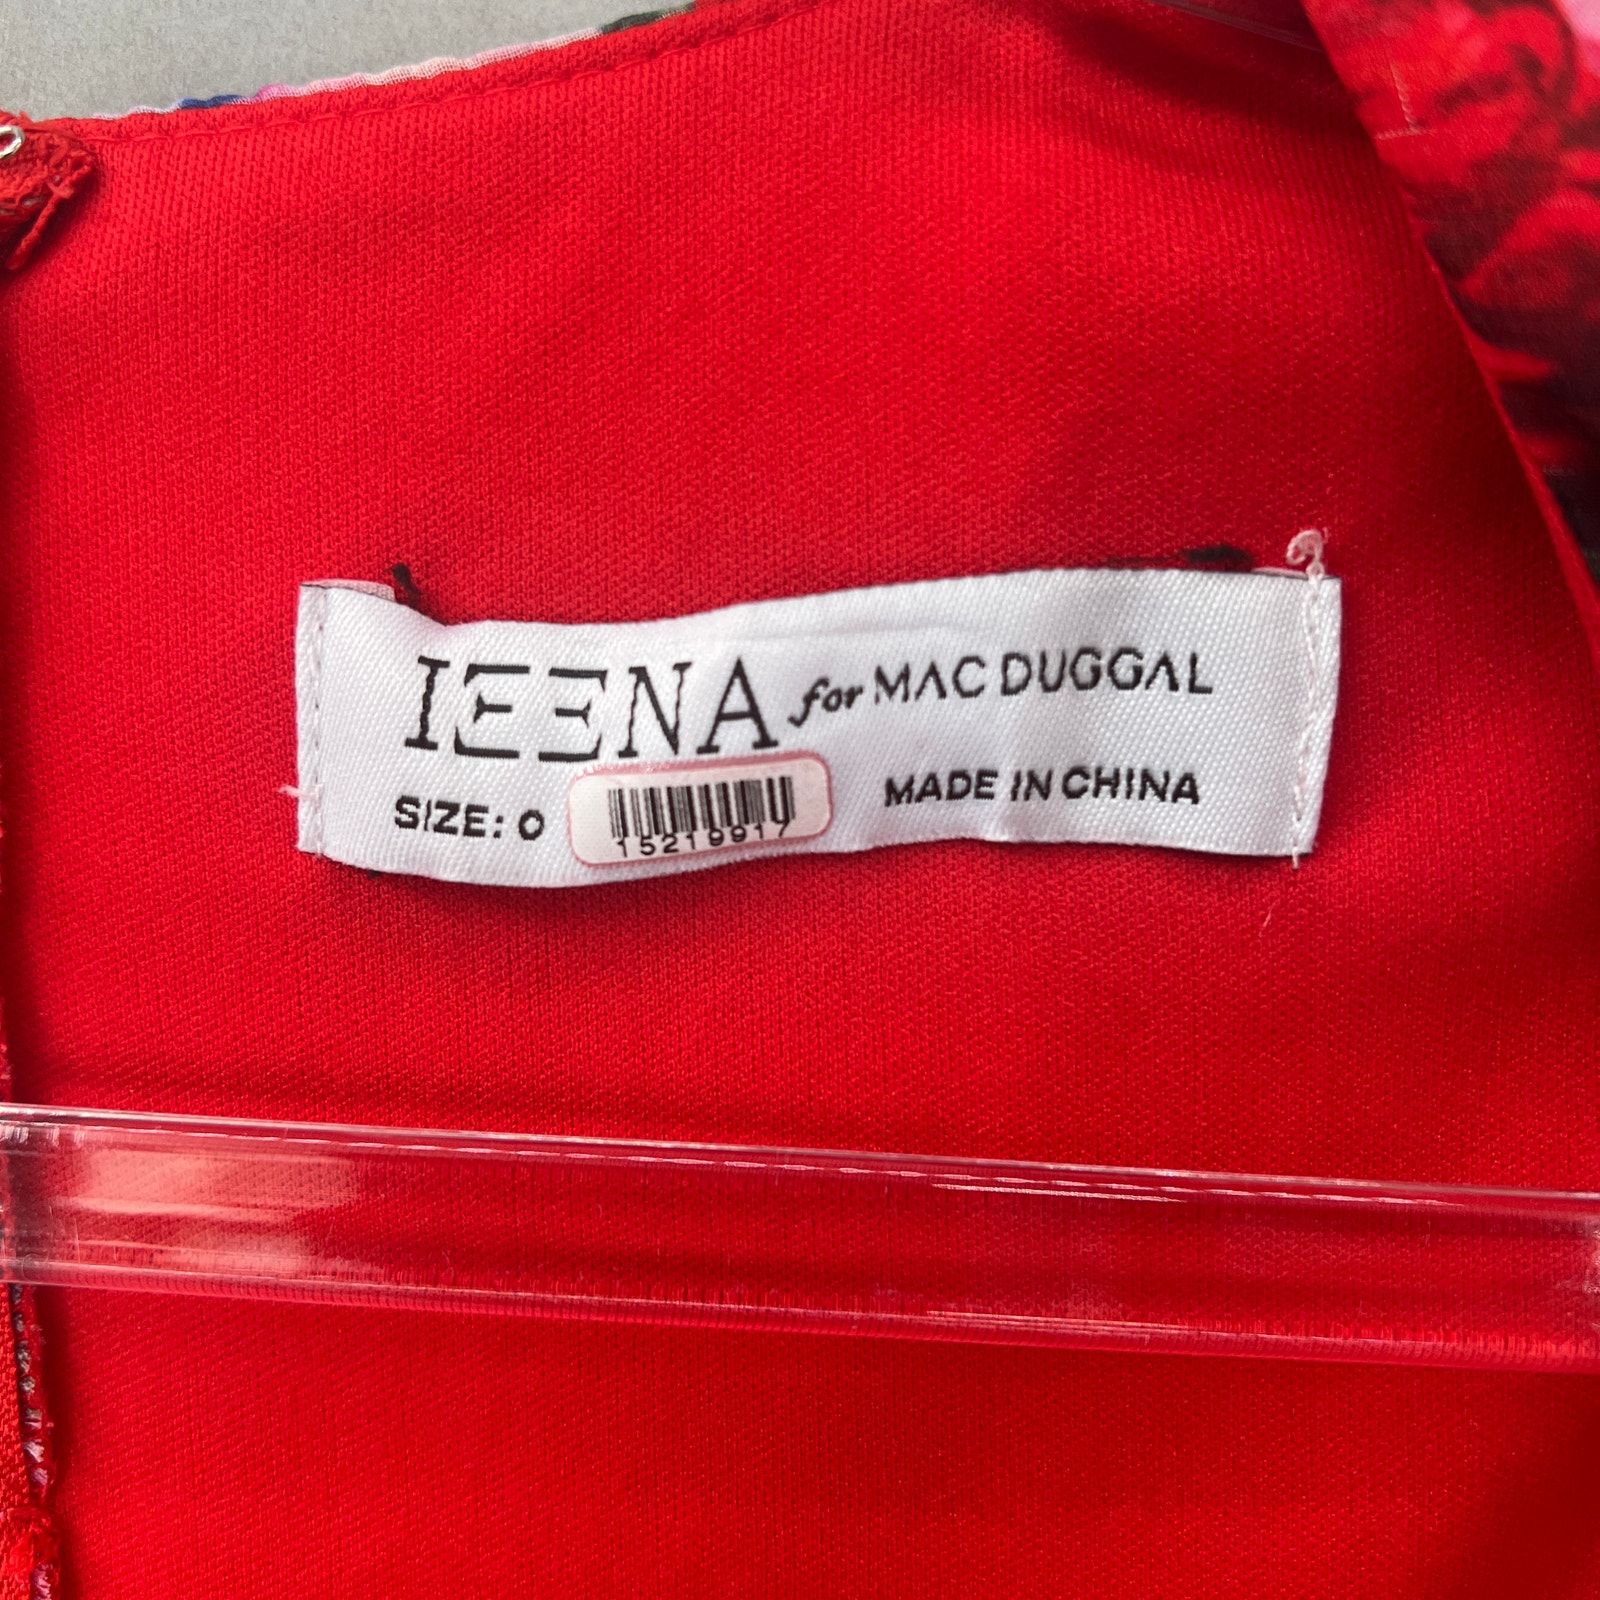 IEENA for MAC DUGGAL
SIZE: 0
MADE IN CHINA
15219917